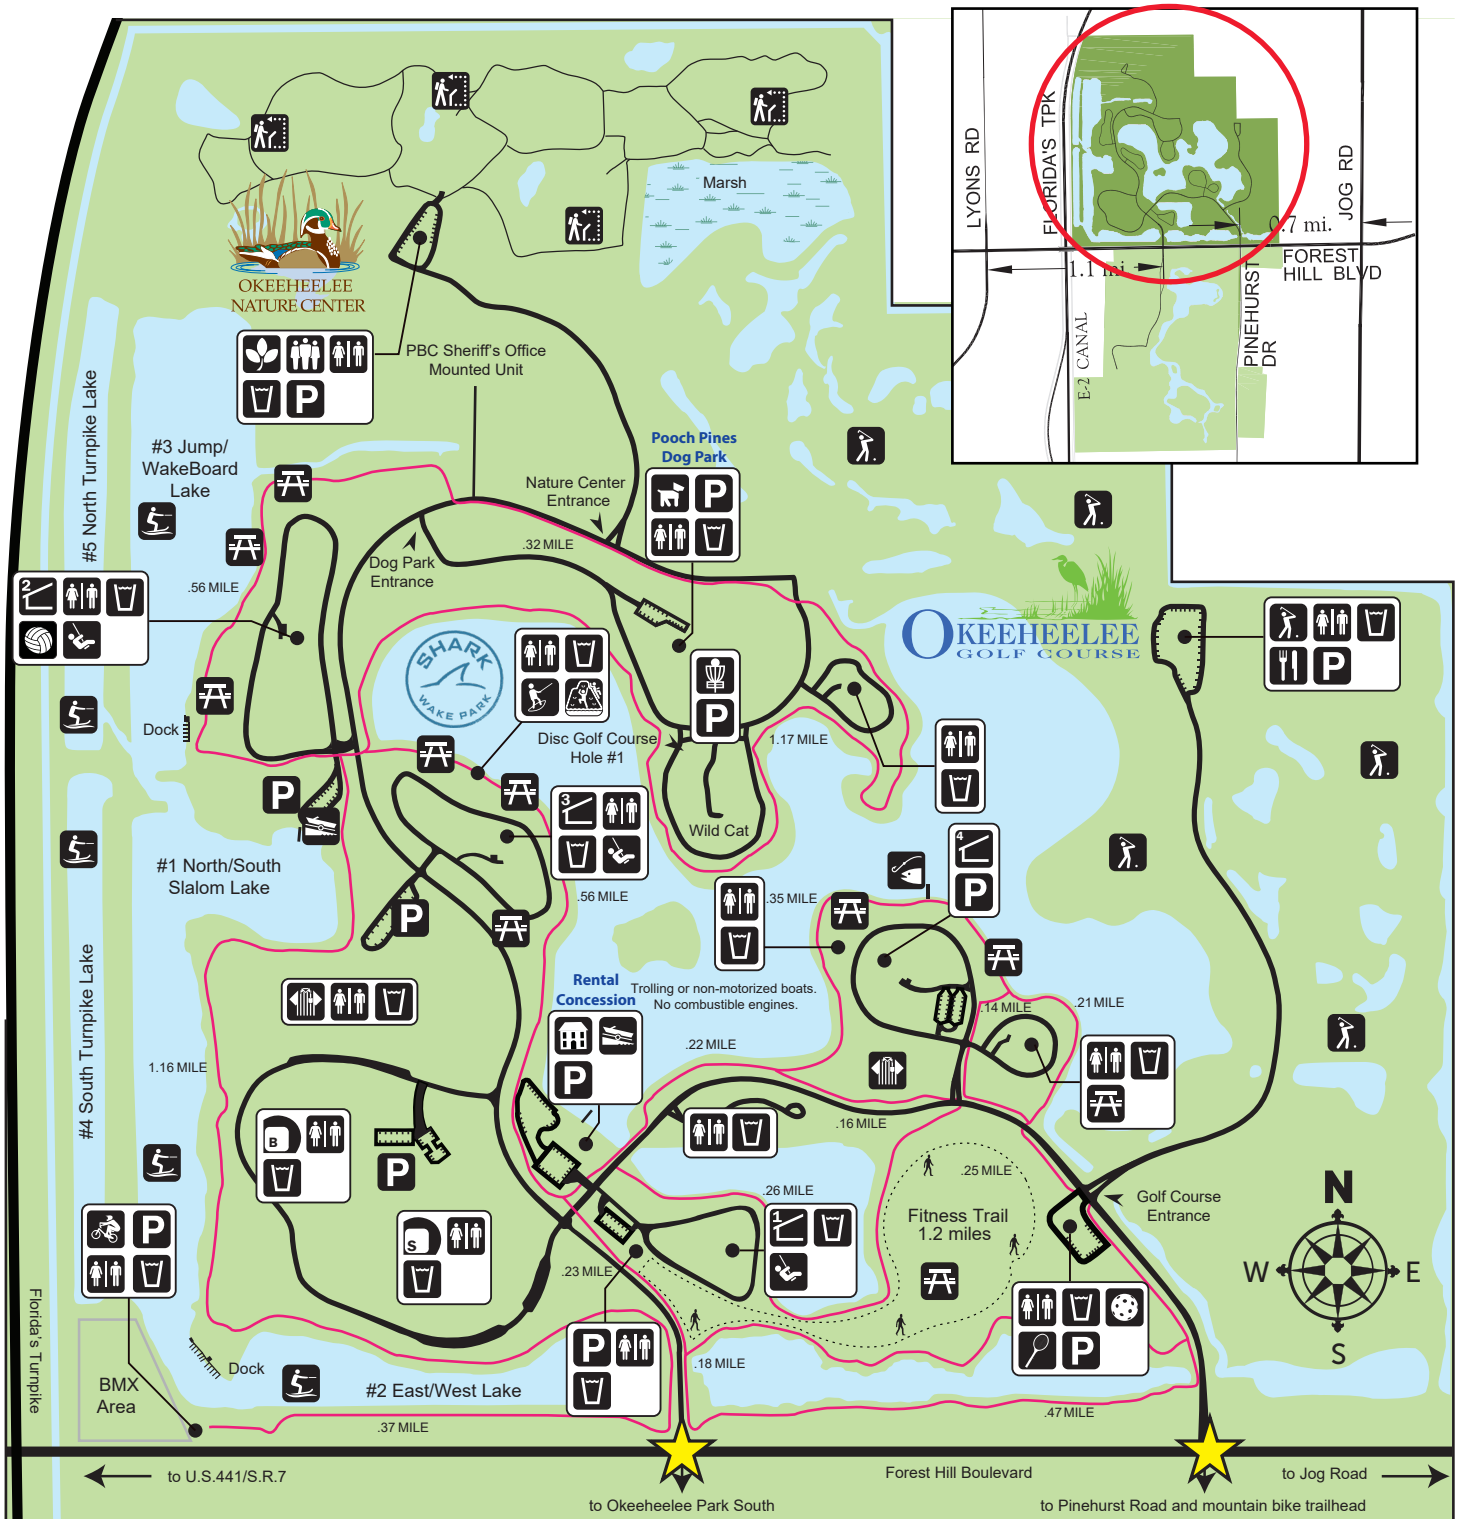 LYONS RD
FLORIDA'S TPK
JOG RD
0.7 mi.
1.1 mi
FOREST
HILL BLVD
PINEHURST
DR
E-2 CANAL
Marsh
OKEEHEELEE
NATURE CENTER
P
PBC Sheriff's Office
Mounted Unit
#5 North Turnpike Lake
#3 Jump/
WakeBoard
Lake
Pooch Pines
Dog Park
P
Nature Center
Entrance
.32 MILE
Dog Park
Entrance
.56 MILE
2
OKEEHEELEE
GOLF COURSE
P
SHARK
WAKE PARK
P
Dock
Disc Golf Course
Hole #1
1.17 MILE
P
3
Wild Cat
4
P
#1 North/South
Slalom Lake
.56 MILE
.35 MILE
P
#4 South Turnpike Lake
Rental
Concession
Trolling or non-motorized boats.
No combustible engines.
P
.14 MILE
.21 MILE
.22 MILE
1.16 MILE
.16 MILE
B
P
.25 MILE
Fitness Trail
1.2 miles
.26 MILE
1
Golf Course
Entrance
N
W
E
S
S
P
.23 MILE
P
P
.18 MILE
Florida's Turnpike
Dock
BMX
Area
#2 East/West Lake
.37 MILE
.47 MILE
to U.S.441/S.R.7
Forest Hill Boulevard
to Jog Road
to Okeeheelee Park South
to Pinehurst Road and mountain bike trailhead